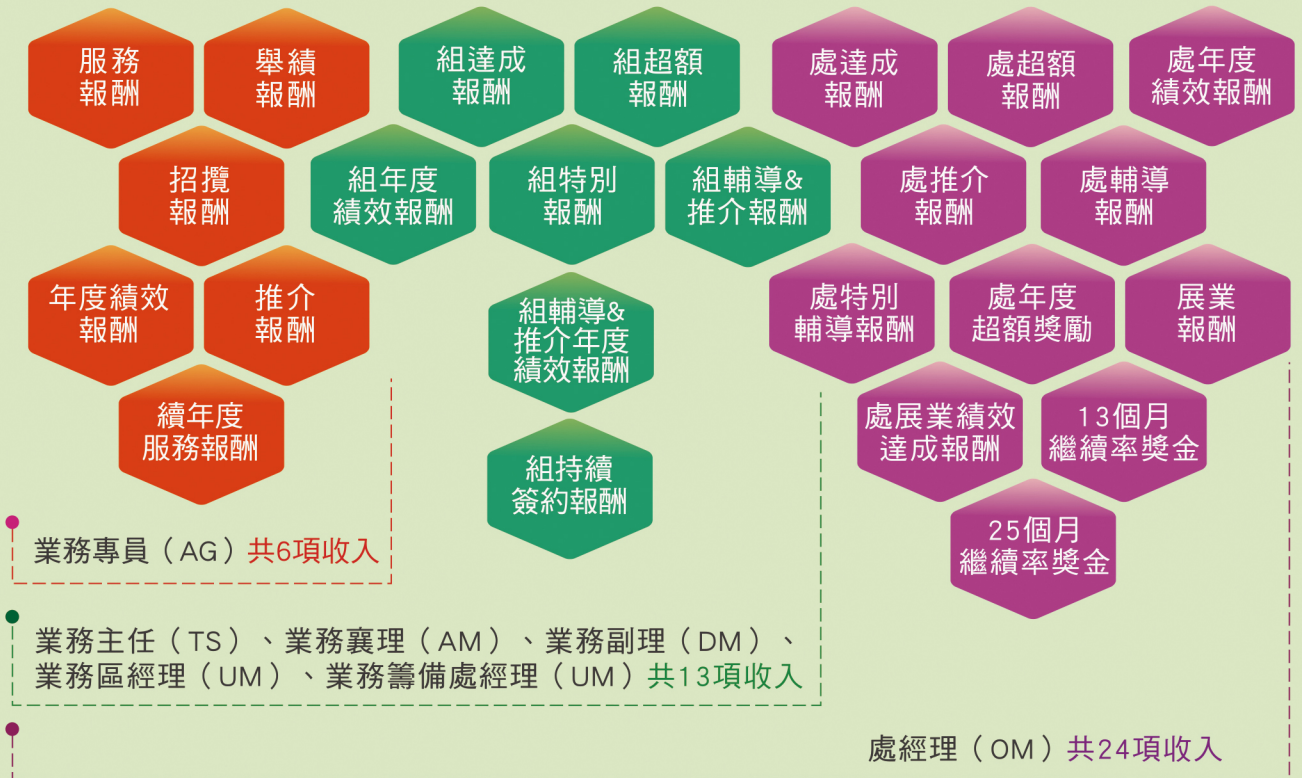 服務
報酬
舉績
報酬
組達成
報酬
組超額
報酬
處達成
報酬
處超額
報酬
處年度
績效報酬
招攬
報酬
組年度
績效報酬
組特別
報酬
組輔導&
推介報酬
處推介
報酬
處輔導
報酬
年度績效
報酬
推介
報酬
組輔導&
推介年度
績效報酬
處特別
輔導報酬
處年度
超額獎勵
展業
報酬
續年度
服務報酬
組持續
簽約報酬
處展業績效
達成報酬
13個月
繼續率獎金
25個月
繼續率獎金
業務專員（AG）共6項收入
業務主任（TS）、業務襄理（AM）、業務副理（DM）、
業務區經理（UM）、業務籌備處經理（UM）共13項收入
處經理（OM）共24項收入